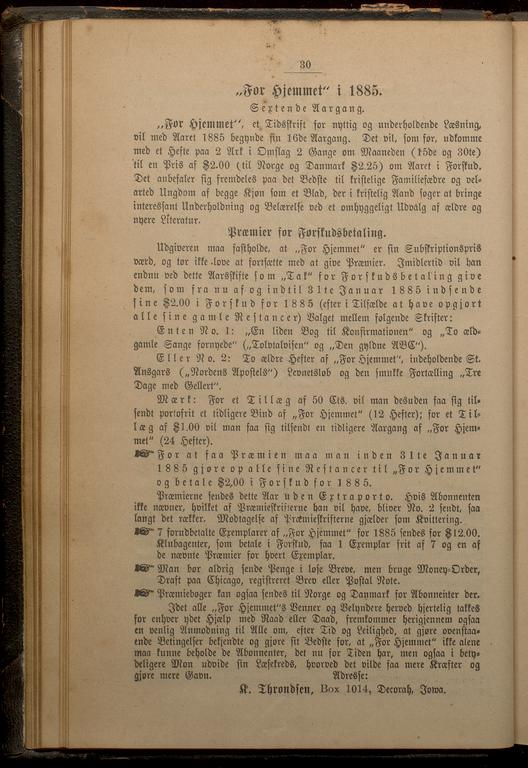 30
„For Hjemmet“ i 1885.
Sextende Aargang.
„For Hjemmet“, et Tidsskrift for nyttig og underholdende Læsning,
vil med Aaret 1885 begynde sin 16de Aargang. Det vil, som før, udkomme
med et Hefte paa 2 Ark i Omslag 2 Gange om Maaneden (15de og 30te)
til en Pris af $2.00 (til Norge og Danmark $2.25) om Aaret i Forskud.
Det anbefaler sig fremdeles paa det Bedste til kristelige Familiefædre og vel-
artede Ungdom af begge Kjøn som et Blad, der i kristelig Aand søger at bringe
interessant Underholdning og Belærelse ved et omhyggeligt Udvalg af ældre og
nyere Literatur.
Præmier for Forskudsbetaling.
Udgiveren maa fastholde, at „For Hjemmet“ er sin Subskriptionspris
værd, og tør ikke love at fortsætte med at give Præmier. Imidlertid vil han
endnu ved dette Aarsskifte som „Tak“ for Forskudsbetaling give
dem, som fra nu af og indtil 31te Januar 1885 indsende
sine $2.00 i Forskud for 1885 (efter i Tilfælde at have opgjort
alle sine gamle Restancer) Valget mellem følgende Skrifter:
Enten No. 1: „En liden Bog til Konfirmationen“ og „To æld-
gamle Sange fornyede“ („Tolvtalvisen“ og „Den gyldne ABC“).
Eller No. 2: To ældre Hefter af „For Hjemmet“, indeholdende St.
Ansgars („Nordens Apostels“) Levnetsløb og den smukke Fortælling „Tre
Dage med Gellert“.
Mærk: For et Tillæg af 50 Cts. vil man desuden faa sig til-
sendt portofrit et tidligere Bind af „For Hjemmet“ (12 Hefter); for et Til-
læg af $1.00 vil man faa sig tilsendt en tidligere Aargang af „For Hjem-
met“ (24 Hefter).
☛ For at faa Præmien maa man inden 31te Januar
1885 gjøre op alle sine Restancer til „For Hjemmet“
og betale $2.00 i Forskud for 1885.
Præmierne sendes dette Aar uden Extraporto. Hvis Abonnenten
ikke nævner, hvilket af Præmieskrifterne han vil have, bliver No. 2 sendt, saa
langt det rækker. Modtagelse af Præmieskrifterne gjælder som Kvittering.
☛ 7 forudbetalte Exemplarer af „For Hjemmet“ for 1885 sendes for $12.00.
Klubagenter, som betale i Forskud, faa 1 Exemplar frit af 7 og en af
de nævnte Præmier for hvert Exemplar.
☛ Man bør aldrig sende Penge i løse Breve, men bruge Money-Order,
Draft paa Chicago, registreret Brev eller Postal Note.
☛ Præmiebøger kan ogsaa sendes til Norge og Danmark for Abonnenter der.
Idet alle „For Hjemmet“s Venner og Velyndere herved hjertelig takkes
for enhver ydet Hjælp med Raad eller Daad, fremkommer herigjennem ogsaa
en venlig Anmodning til Alle om, efter Tid og Leilighed, at gjøre ovenstaa-
ende Betingelser bekjendte og gjøre sit Bedste for, at „For Hjemmet“ ikke alene
maa kunne beholde de Abonnenter, det nu for Tiden har, men ogsaa i bety-
deligere Mon udvide sin Læsekreds, hvorved det vilde faa mere Kræfter og
gjøre mere Gavn. Adresse:
K. Throndsen, Box 1014, Decorah, Iowa.